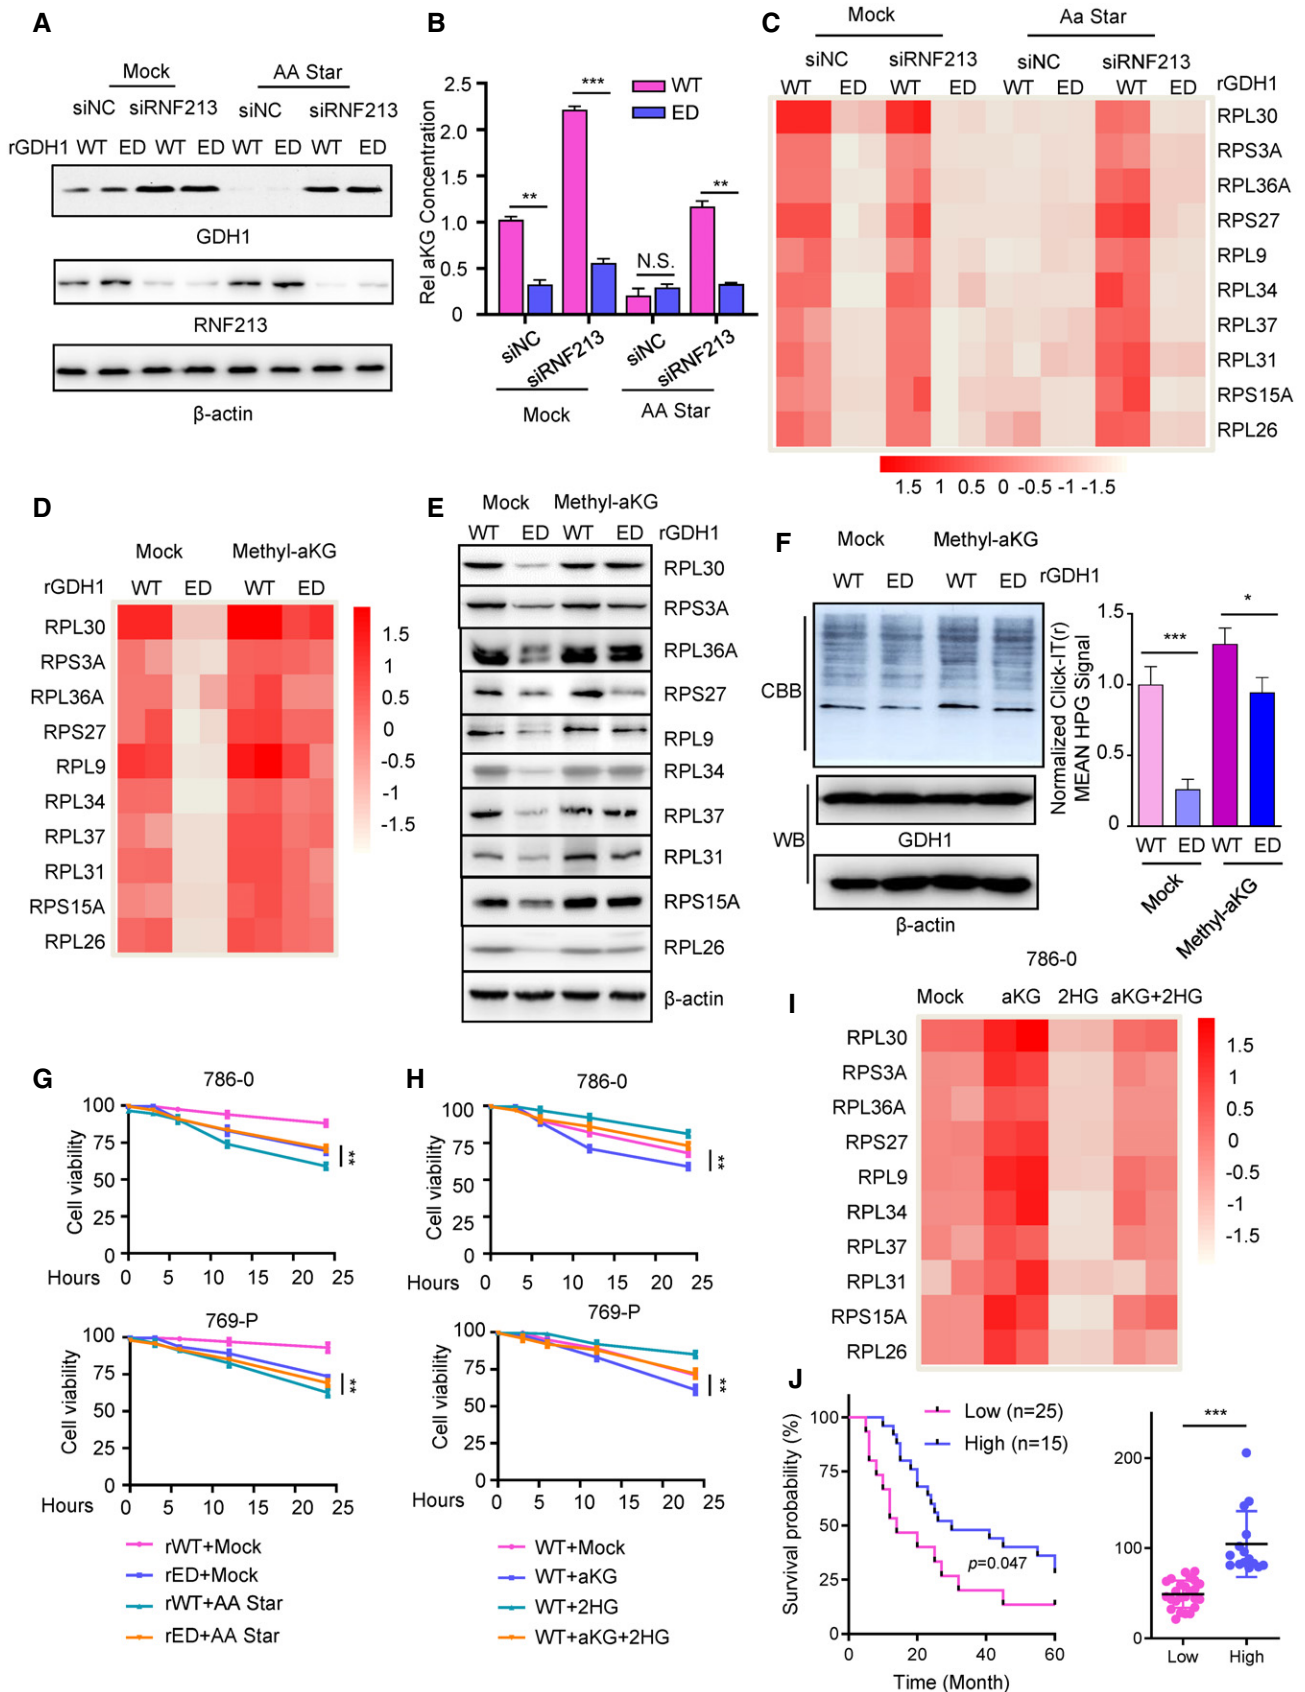 A
Mock
AA Star
siNC
siRNF213
siNC
siRNF213
rGDH1 WT ED WT ED WT ED WT ED
GDH1
RNF213
β-actin
B
Rel aKG Concentration
2.5
2.0
1.5
1.0
0.5
0
WT
ED
**
***
N.S.
**
siNC
siRNF213
siNC
siRNF213
Mock
AA Star
C
Mock
Aa Star
siNC
siRNF213
siNC
siRNF213
WT ED WT ED WT WT WT ED
rGDH1
RPL30
RPS3A
RPL36A
RPS27
RPL9
RPL34
RPL37
RPL31
RPS15A
RPL26
1.5 1 0.5 0 -0.5 -1 -1.5
D
Mock
Methyl-aKG
rGDH1 WT ED WT ED
RPL30
RPS3A
RPL36A
RPS27
RPL9
RPL34
RPL37
RPL31
RPS15A
RPL26
1.5
1
0.5
0
-0.5
-1
-1.5
E
Mock
Methyl-aKG
WT ED WT ED rGDH1
RPL30
RPS3A
RPL36A
RPS27
RPL9
RPL34
RPL37
RPL31
RPS15A
RPL26
β-actin
F
Mock
Methyl-aKG
WT ED WT ED rGDH1
CBB
WB
GDH1
β-actin
Normalized Click-IT(r)
MEAN HPG Signal
1.5
1.0
0.5
0
***
*
WT ED WT ED
Mock
Methyl-aKG
G
786-0
Cell viability
100
75
50
25
0
**
Hours
0 5 10 15 20 25
769-P
Cell viability
100
75
50
25
0
**
Hours
0 5 10 15 20 25
rWT+Mock
rED+Mock
rWT+AA Star
rED+AA Star
H
786-0
Cell viability
100
75
50
25
0
**
Hours
0 5 10 15 20 25
769-P
Cell viability
100
75
50
25
0
**
Hours
0 5 10 15 20 25
WT+Mock
WT+aKG
WT+2HG
WT+aKG+2HG
I
786-0
Mock aKG 2HG aKG+2HG
RPL30
RPS3A
RPL36A
RPS27
RPL9
RPL34
RPL37
RPL31
RPS15A
RPL26
1.5
1
0.5
0
-0.5
-1
-1.5
J
Survival probability (%)
100
75
50
25
0
Low (n=25)
High (n=15)
p=0.047
0 20 40 60
Time (Month)
***
200
100
0
Low High